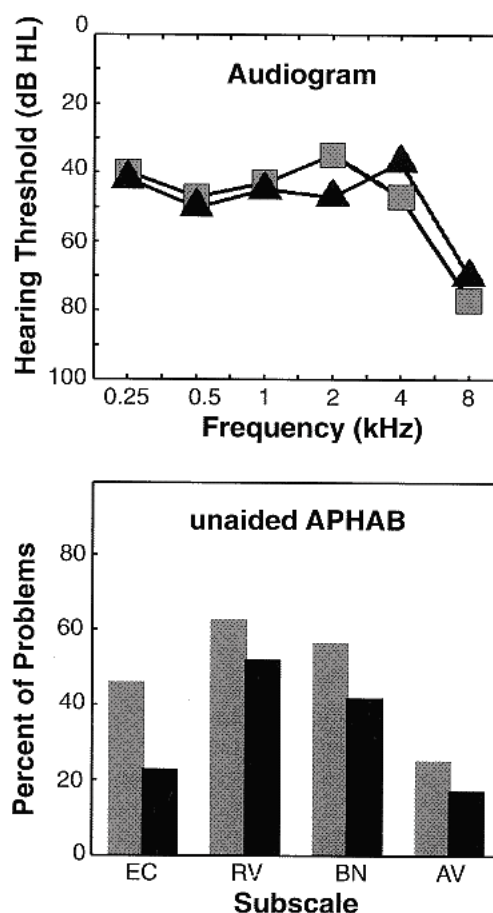 Audiogram
Hearing Threshold (dB HL)
0
20
40
60
80
100
0.25 0.5 1 2 4 8
Frequency (kHz)
unaided APHAB
Percent of Problems
80
60
40
20
0
EC RV BN AV
Subscale